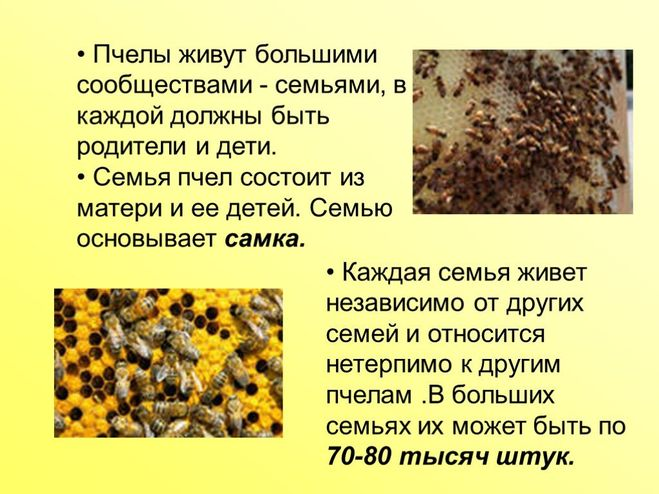 • Пчелы живут большими
сообществами - семьями, в
каждой должны быть
родители и дети.
• Семья пчел состоит из
матери и ее детей. Семью
основывает самка.
• Каждая семья живет
независимо от других
семей и относится
нетерпимо к другим
пчелам .В больших
семьях их может быть по
70-80 тысяч штук.